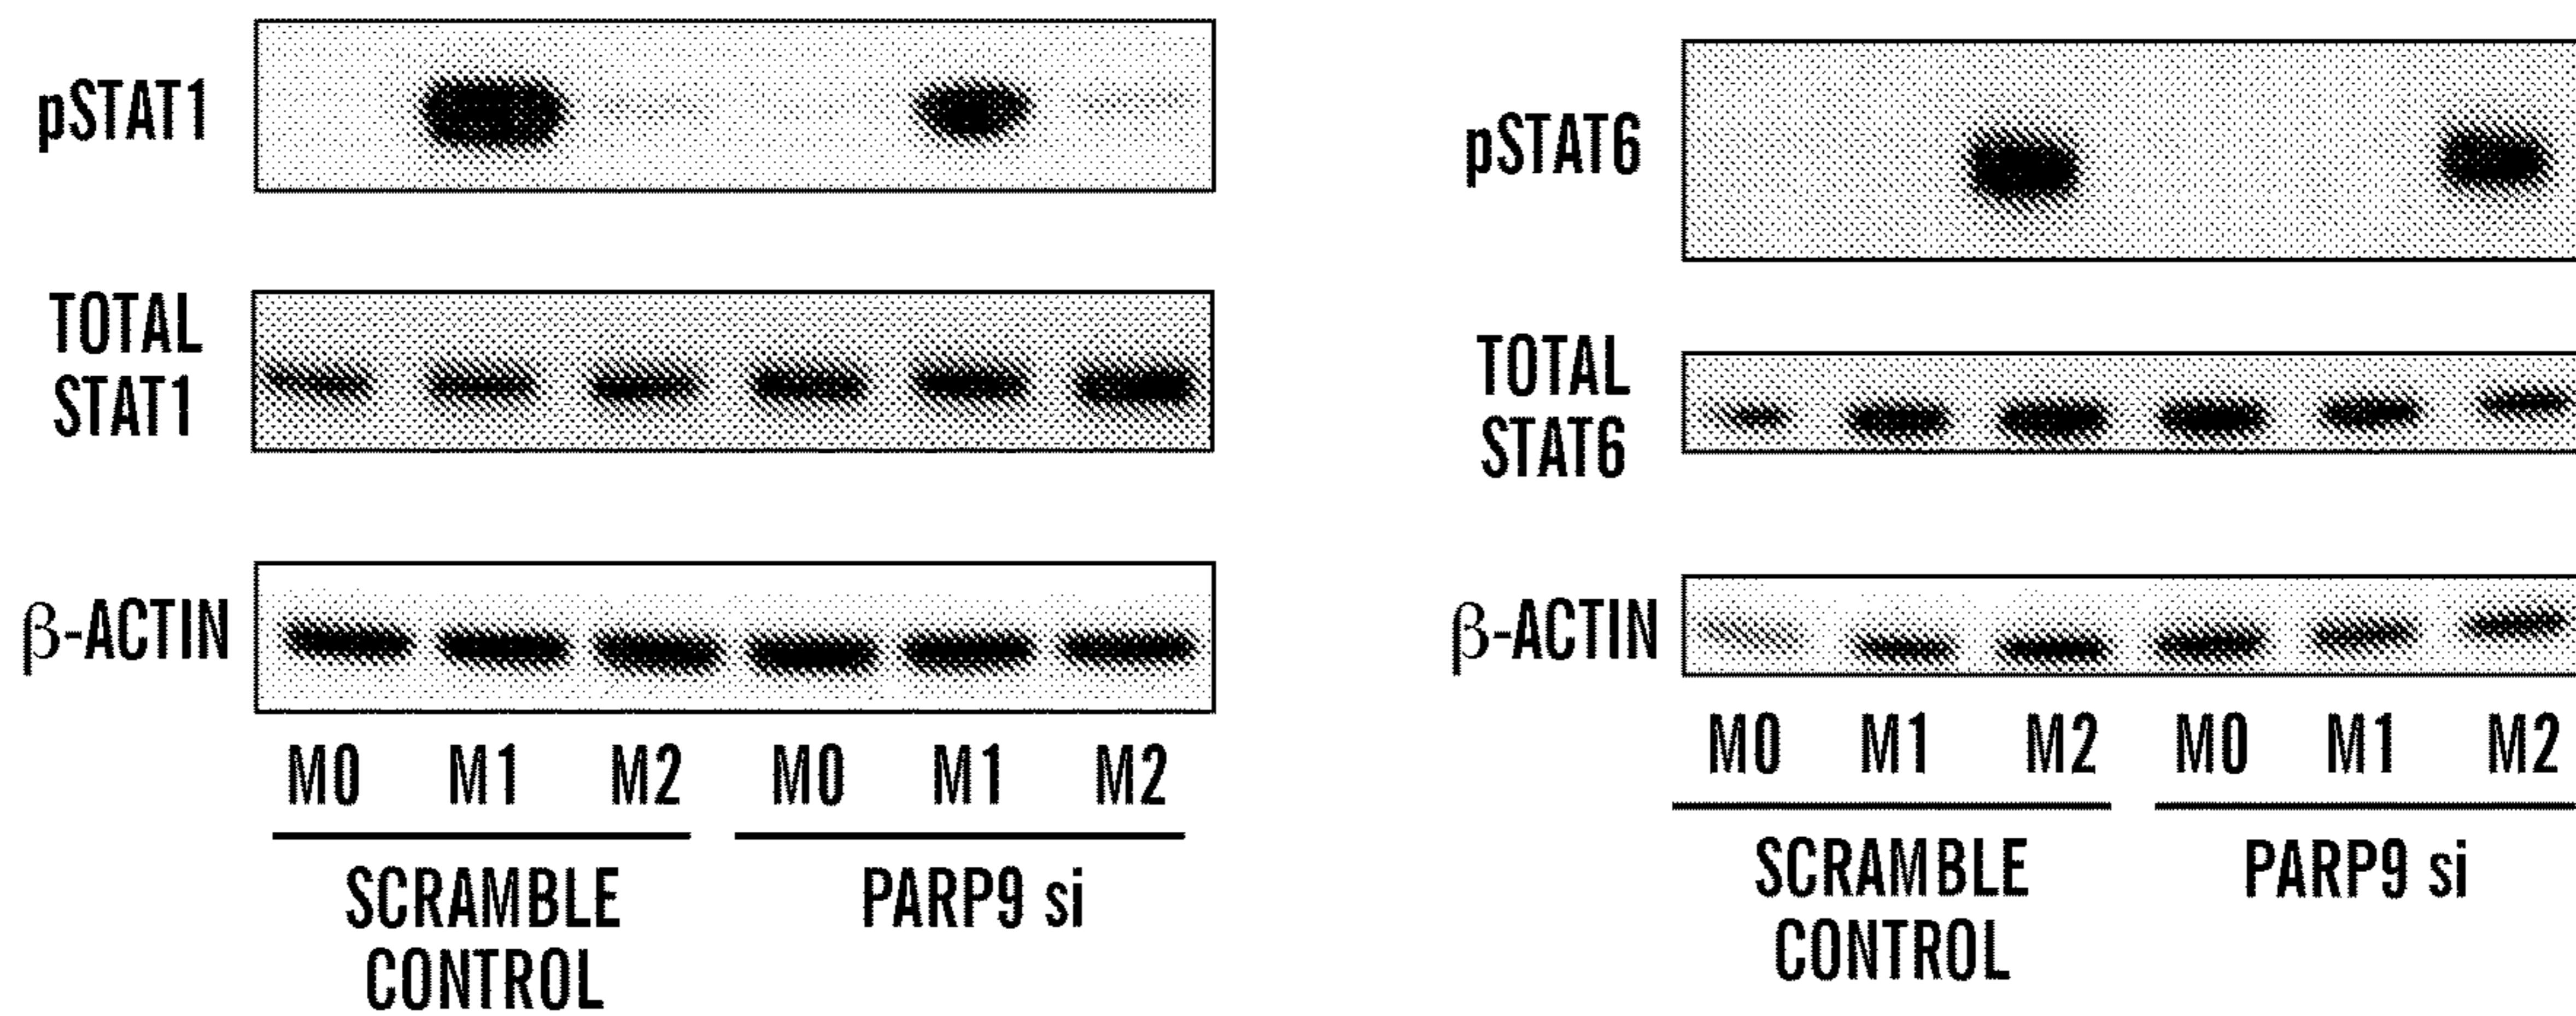 pSTAT1
TOTAL
STAT1
β-ACTIN
M0 M1 M2 M0 M1 M2
SCRAMBLE
CONTROL
PARP9 si
pSTAT6
TOTAL
STAT6
β-ACTIN
M0 M1 M2 M0 M1 M2
SCRAMBLE
CONTROL
PARP9 si